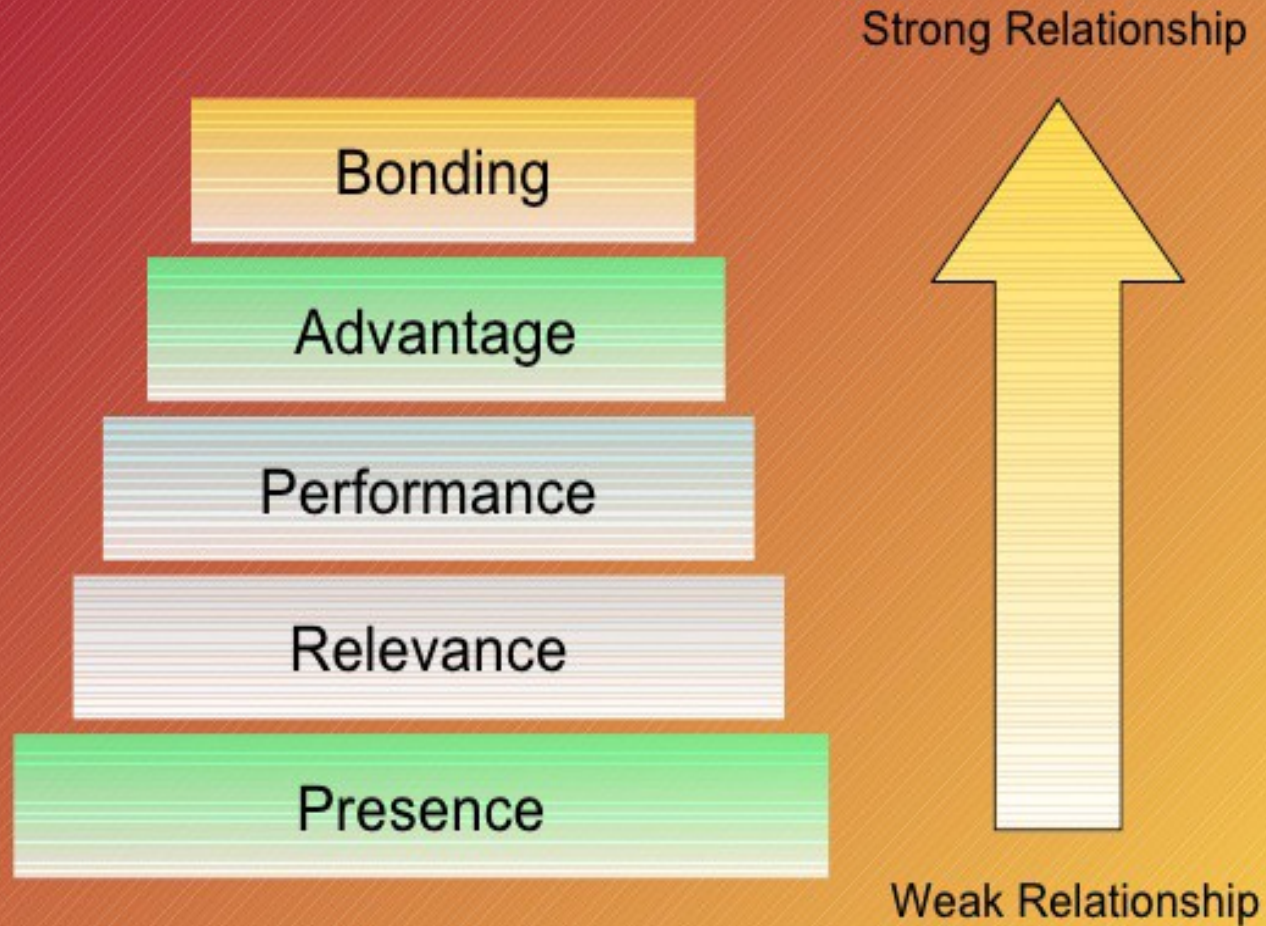 Strong Relationship
Bonding
Advantage
Performance
Relevance
Presence
Weak Relationship